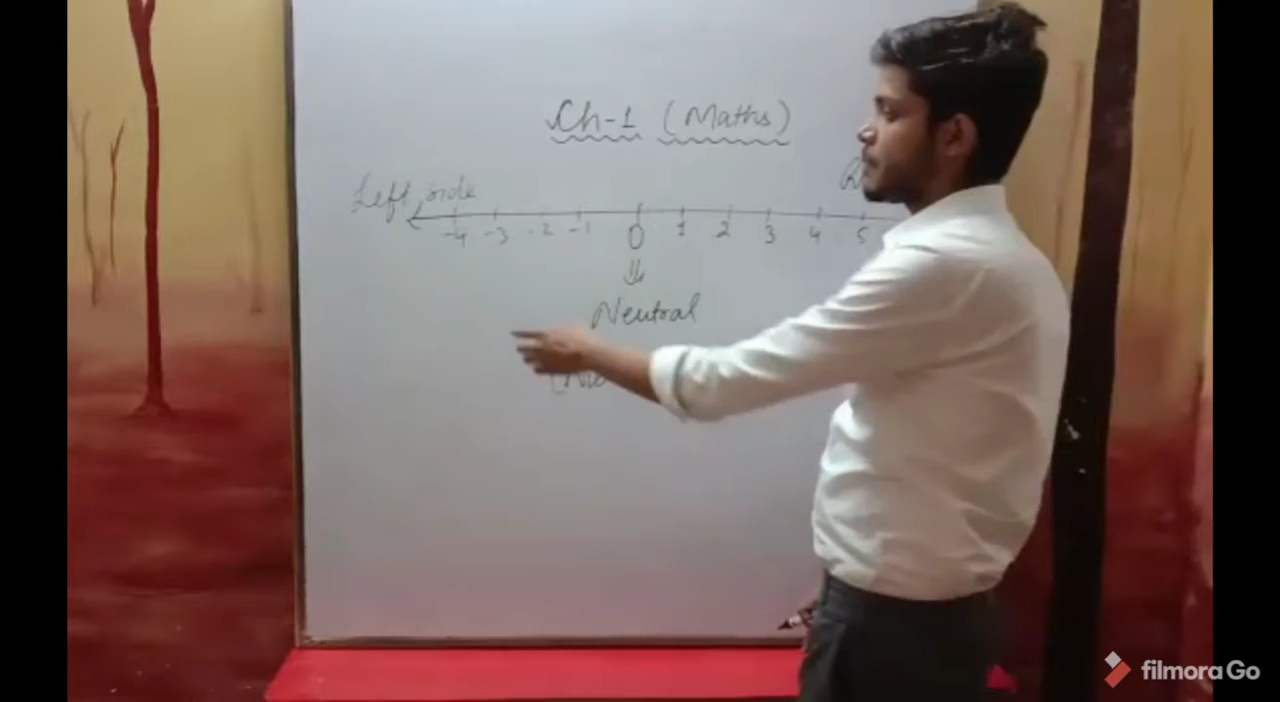 Ch-1 (Maths)
Left side
-4 -3 -2 -1 0 1 2 3 4 5
Neutral
filmoraGo